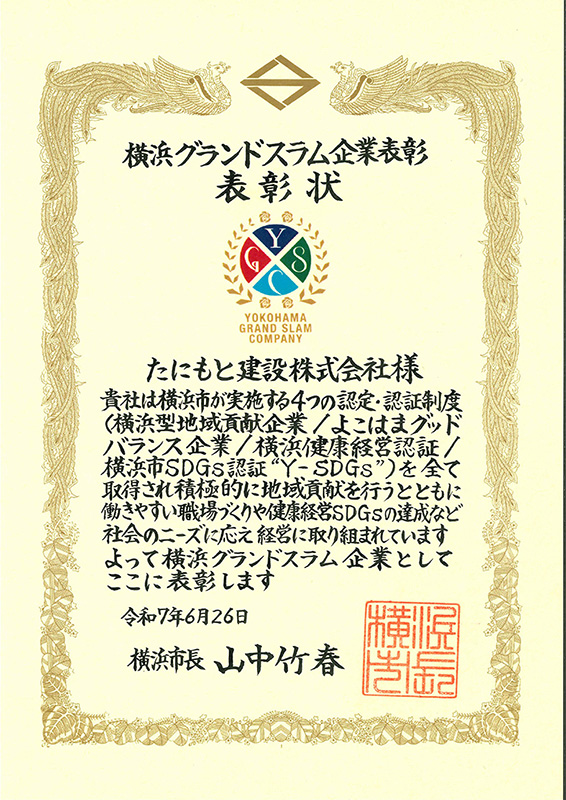 横浜グランドスラム企業表彰
表彰状
Y
G S
C
YOKOHAMA
GRAND SLAM
COMPANY
たにもと建設株式会社様
貴社は横浜市が実施する4つの認定・認証制度
(横浜型地域貢献企業/よこはまグッド
バランス企業/横浜健康経営認証/
横浜市SDGs認証“Y-SDGs”)を全て
取得され積極的に地域貢献を行うとともに
働きやすい職場づくりや健康経営SDGsの達成など
社会のニーズに応え経営に取り組まれています
よって横浜グランドスラム企業として
ここに表彰します
令和7年6月26日
横浜市長 山中竹春
横浜市長